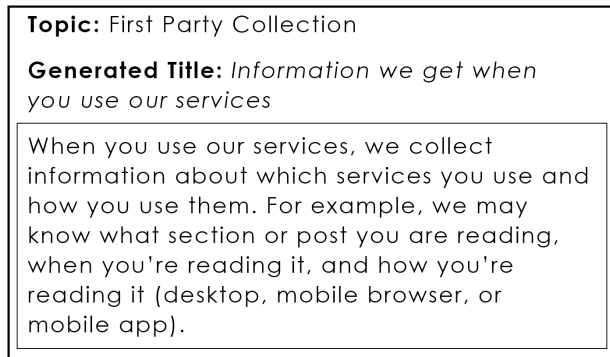 Topic: First Party Collection
Generated Title: Information we get when
you use our services
When you use our services, we collect
information about which services you use and
how you use them. For example, we may
know what section or post you are reading,
when you're reading it, and how you're
reading it (desktop, mobile browser, or
mobile app).